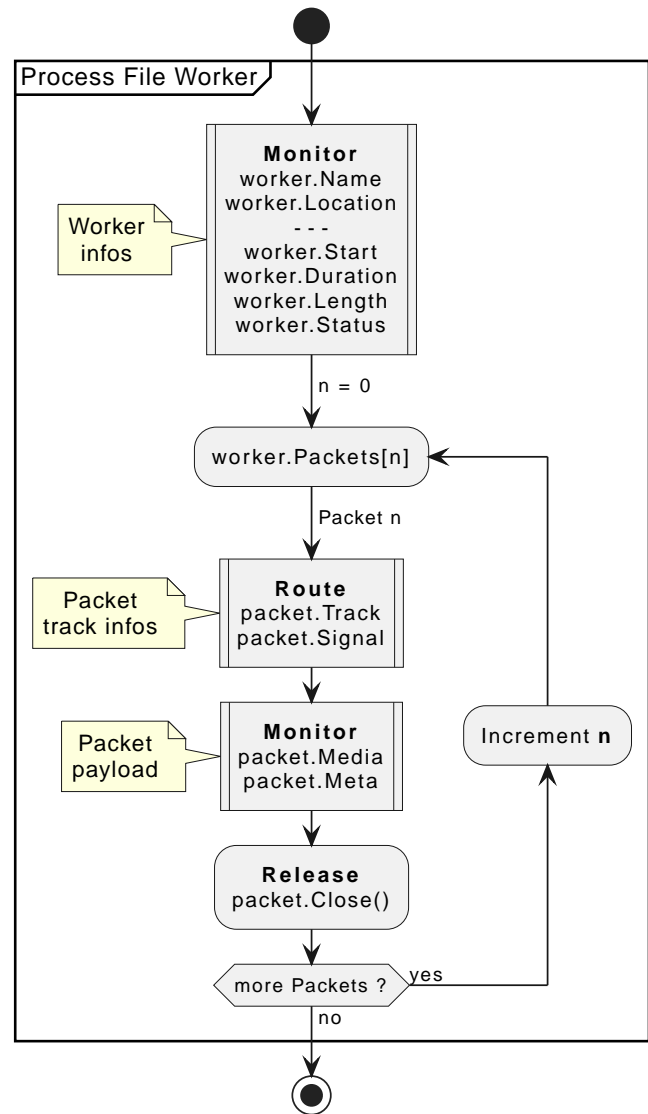 Process File Worker
Monitor
worker.Name
worker.Location
---
worker.Start
worker.Duration
worker.Length
worker.Status
Worker
infos
n = 0
worker.Packets[n]
Packet n
Route
packet.Track
packet.Signal
Packet
track infos
Monitor
packet.Media
packet.Meta
Packet
payload
Increment n
Release
packet.Close()
more Packets ?
yes
no